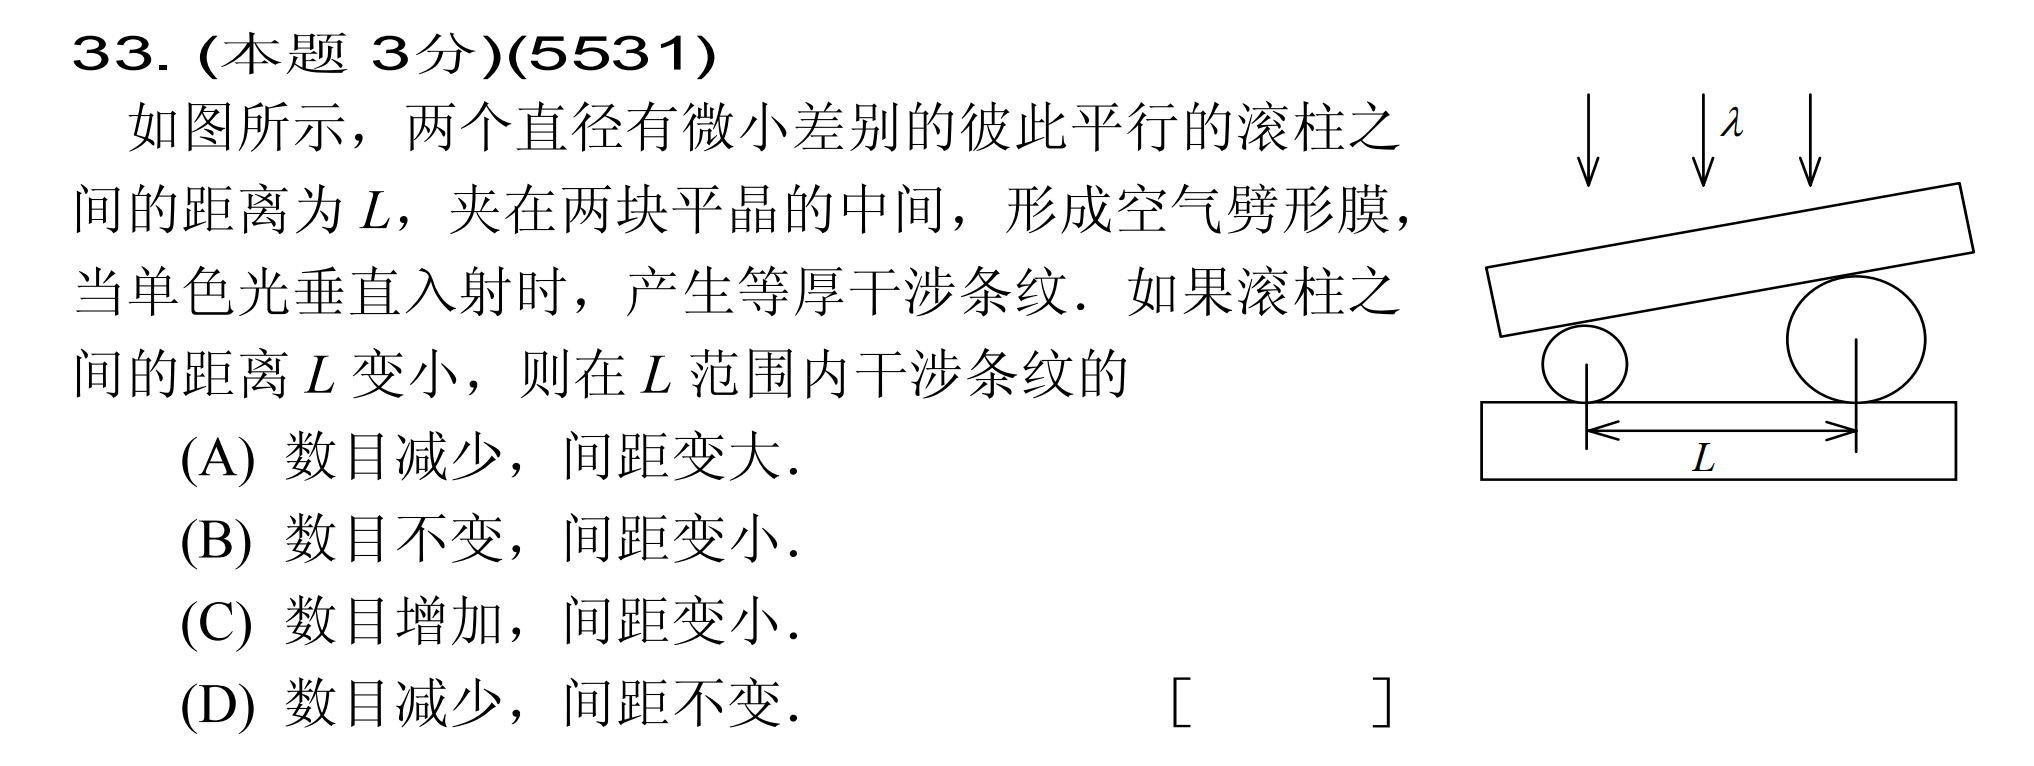 33. (本题 3分)(5531)
如图所示，两个直径有微小差别的彼此平行的滚柱之
间的距离为 L，夹在两块平晶的中间，形成空气劈形膜，
当单色光垂直入射时，产生等厚干涉条纹．如果滚柱之
间的距离 L 变小，则在 L 范围内干涉条纹的
(A) 数目减少，间距变大．
(B) 数目不变，间距变小．
(C) 数目增加，间距变小．
(D) 数目减少，间距不变． [ ]
λ
L